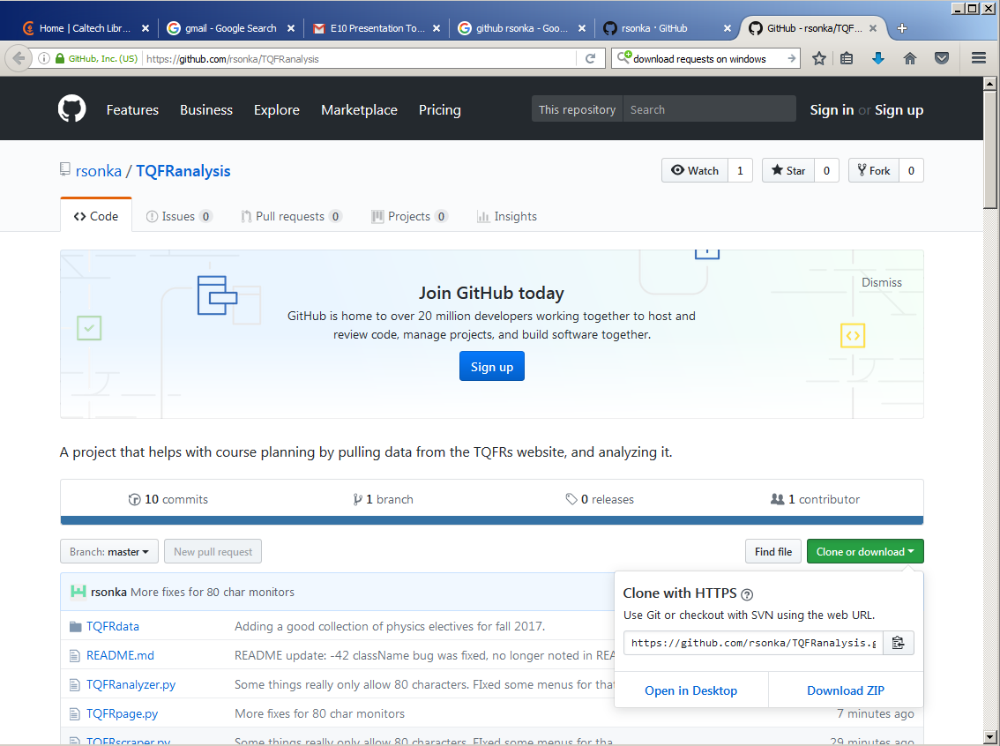 Home | Caltech Libr...
gmail - Google Search
E10 Presentation To...
github rsonka - Goo...
rsonka · GitHub
GitHub - rsonka/TQF...
GitHub, Inc. (US)
https://github.com/rsonka/TQFRanalysis
download requests on windows
Features Business Explore Marketplace Pricing
This repository Search
Sign in or Sign up
rsonka / TQFRanalysis
Watch 1
Star 0
Fork 0
Code
Issues 0
Pull requests 0
Projects 0
Insights
Dismiss
Join GitHub today
GitHub is home to over 20 million developers working together to host and
review code, manage projects, and build software together.
Sign up
A project that helps with course planning by pulling data from the TQFRs website, and analyzing it.
10 commits
1 branch
0 releases
1 contributor
Branch: master
New pull request
Find file
Clone or download
rsonka More fixes for 80 char monitors
TQFRdata Adding a good collection of physics electives for fall 2017.
README.md README update: -42 className bug was fixed, no longer noted in REA
TQFRanalyzer.py Some things really only allow 80 characters. FIxed some menus for that
TQFRpage.py More fixes for 80 char monitors 7 minutes ago
TQFRscraper.py Some things really only allow 80 characters. FIxed some menus for tha 29 minutes ago
Clone with HTTPS
Use Git or checkout with SVN using the web URL.
https://github.com/rsonka/TQFRanalysis.g
Open in Desktop
Download ZIP